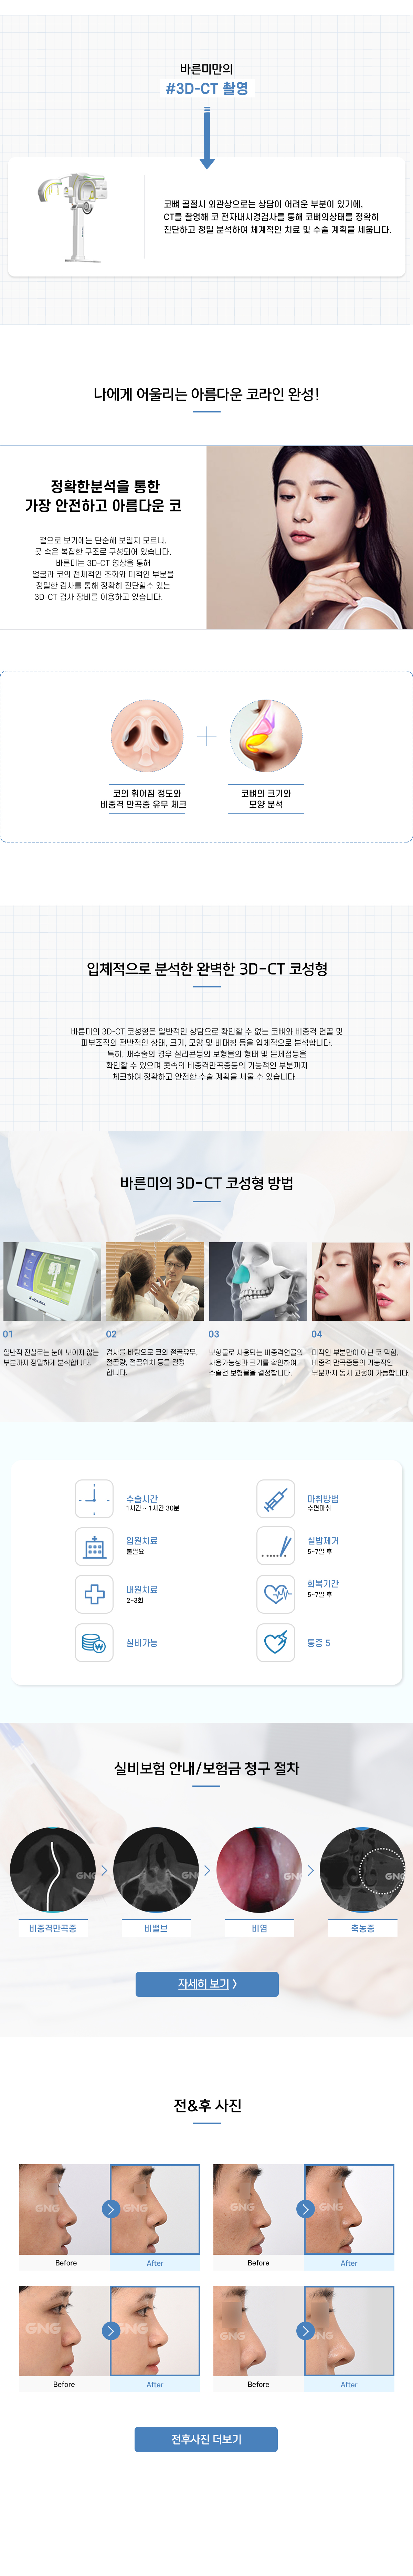 바른미만의
#3D-CT 촬영
코뼈 골절시 외관상으로는 상담이 어려운 부분이 있기에,
CT를 촬영해 코 전자내시경검사를 통해 코뼈의상태를 정확히
진단하고 정밀 분석하여 체계적인 치료 및 수술 계획을 세웁니다.
나에게 어울리는 아름다운 코라인 완성!
정확한분석을 통한
가장 안전하고 아름다운 코
겉으로 보기에는 단순해 보일지 모르나,
콧 속은 복잡한 구조로 구성되어 있습니다.
바른미는 3D-CT 영상을 통해
얼굴과 코의 전체적인 조화와 미적인 부분을
정밀한 검사를 통해 정확히 진단할수 있는
3D-CT 검사 장비를 이용하고 있습니다.
코의 휘어짐 정도와
비중격 만곡증 유무 체크
코뼈의 크기와
모양 분석
입체적으로 분석한 완벽한 3D-CT 코성형
바른미의 3D-CT 코성형은 일반적인 상담으로 확인할 수 없는 코뼈와 비중격 연골 및
피부조직의 전반적인 상태, 크기, 모양 및 비대칭 등을 입체적으로 분석합니다.
특히, 재수술의 경우 실리콘등의 보형물의 형태 및 문제점등을
확인할 수 있으며 콧속의 비중격만곡증등의 기능적인 부분까지
체크하여 정확하고 안전한 수술 계획을 세울 수 있습니다.
바른미의 3D-CT 코성형 방법
01
일반적 진찰로는 눈에 보이지 않는
부분까지 정밀하게 분석합니다.
02
검사를 바탕으로 코의 절골유무,
절골량, 절골위치 등을 결정
합니다.
03
보형물로 사용되는 비중격연골의
사용가능성과 크기를 확인하여
수술전 보형물을 결정합니다.
04
미적인 부분만이 아닌 코 막힘,
비중격 만곡증등의 기능적인
부분까지 동시 교정이 가능합니다.
수술시간
1시간 ~ 1시간 30분
마취방법
수면마취
입원치료
불필요
실밥제거
5~7일 후
내원치료
2~3회
회복기간
5~7일 후
실비가능
통증 5
실비보험 안내/보험금 청구 절차
GNG
GNG
GNG
GNG
비중격만곡증
비밸브
비염
축농증
자세히 보기 >
전&후 사진
GNG
GNG
GNG
GNG
Before
After
Before
After
GNG
GNG
GNG
GNG
Before
After
Before
After
전후사진 더보기